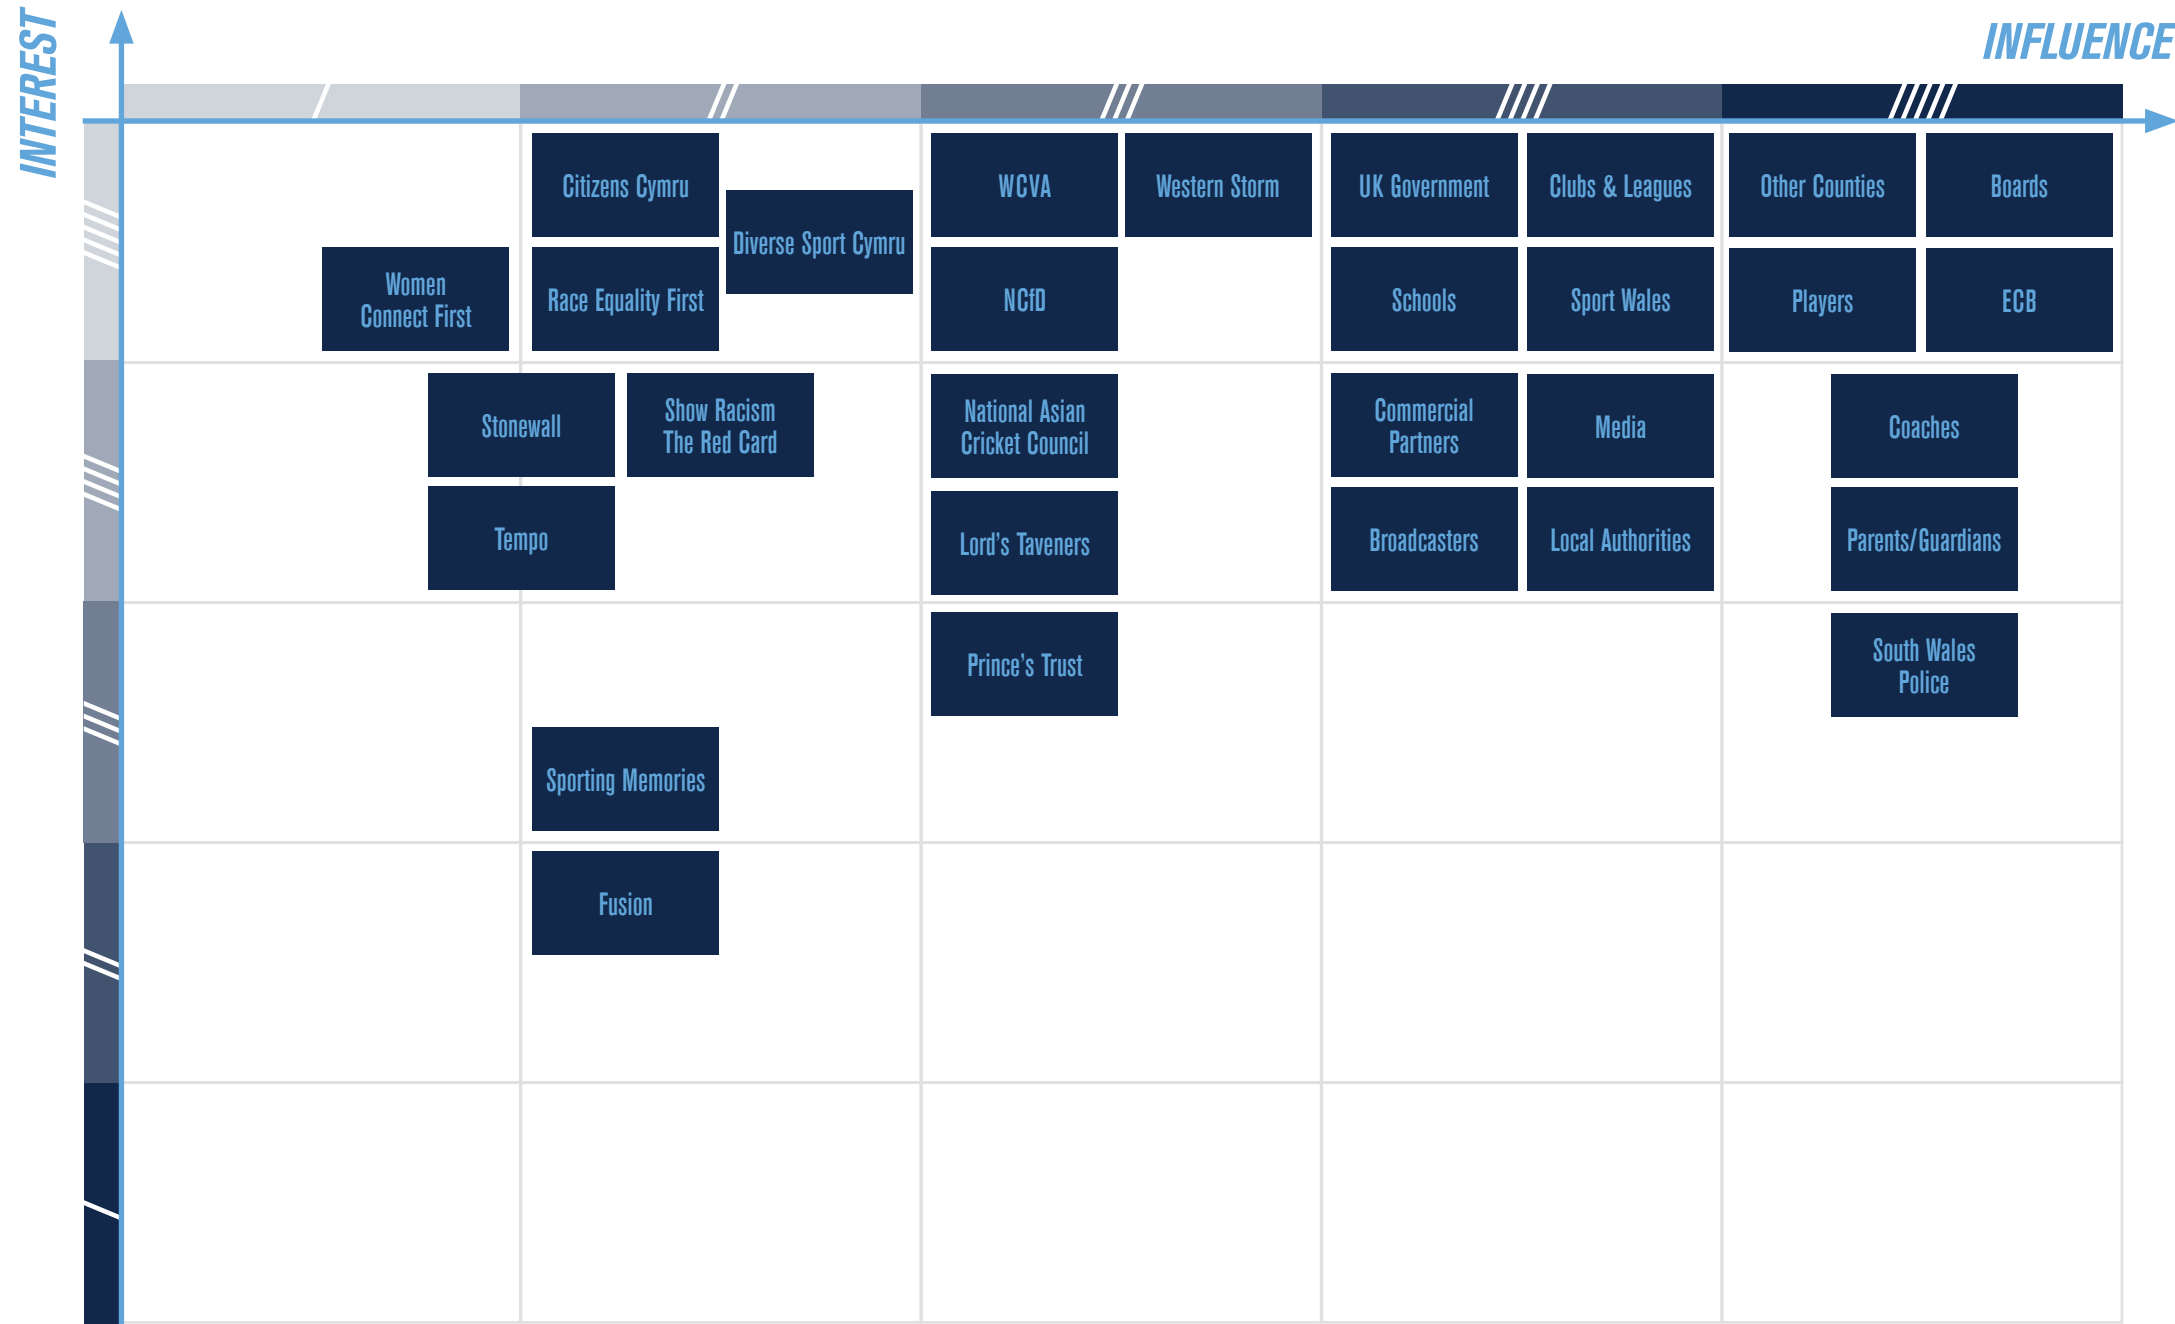 INTEREST
INFLUENCE
Citizens Cymru
WCVA
Western Storm
UK Government
Clubs & Leagues
Other Counties
Boards
Diverse Sport Cymru
Women
Connect First
Race Equality First
NCfD
Schools
Sport Wales
Players
ECB
Stonewall
Show Racism
The Red Card
National Asian
Cricket Council
Commercial
Partners
Media
Coaches
Tempo
Lord's Taveners
Broadcasters
Local Authorities
Parents/Guardians
Prince's Trust
South Wales
Police
Sporting Memories
Fusion